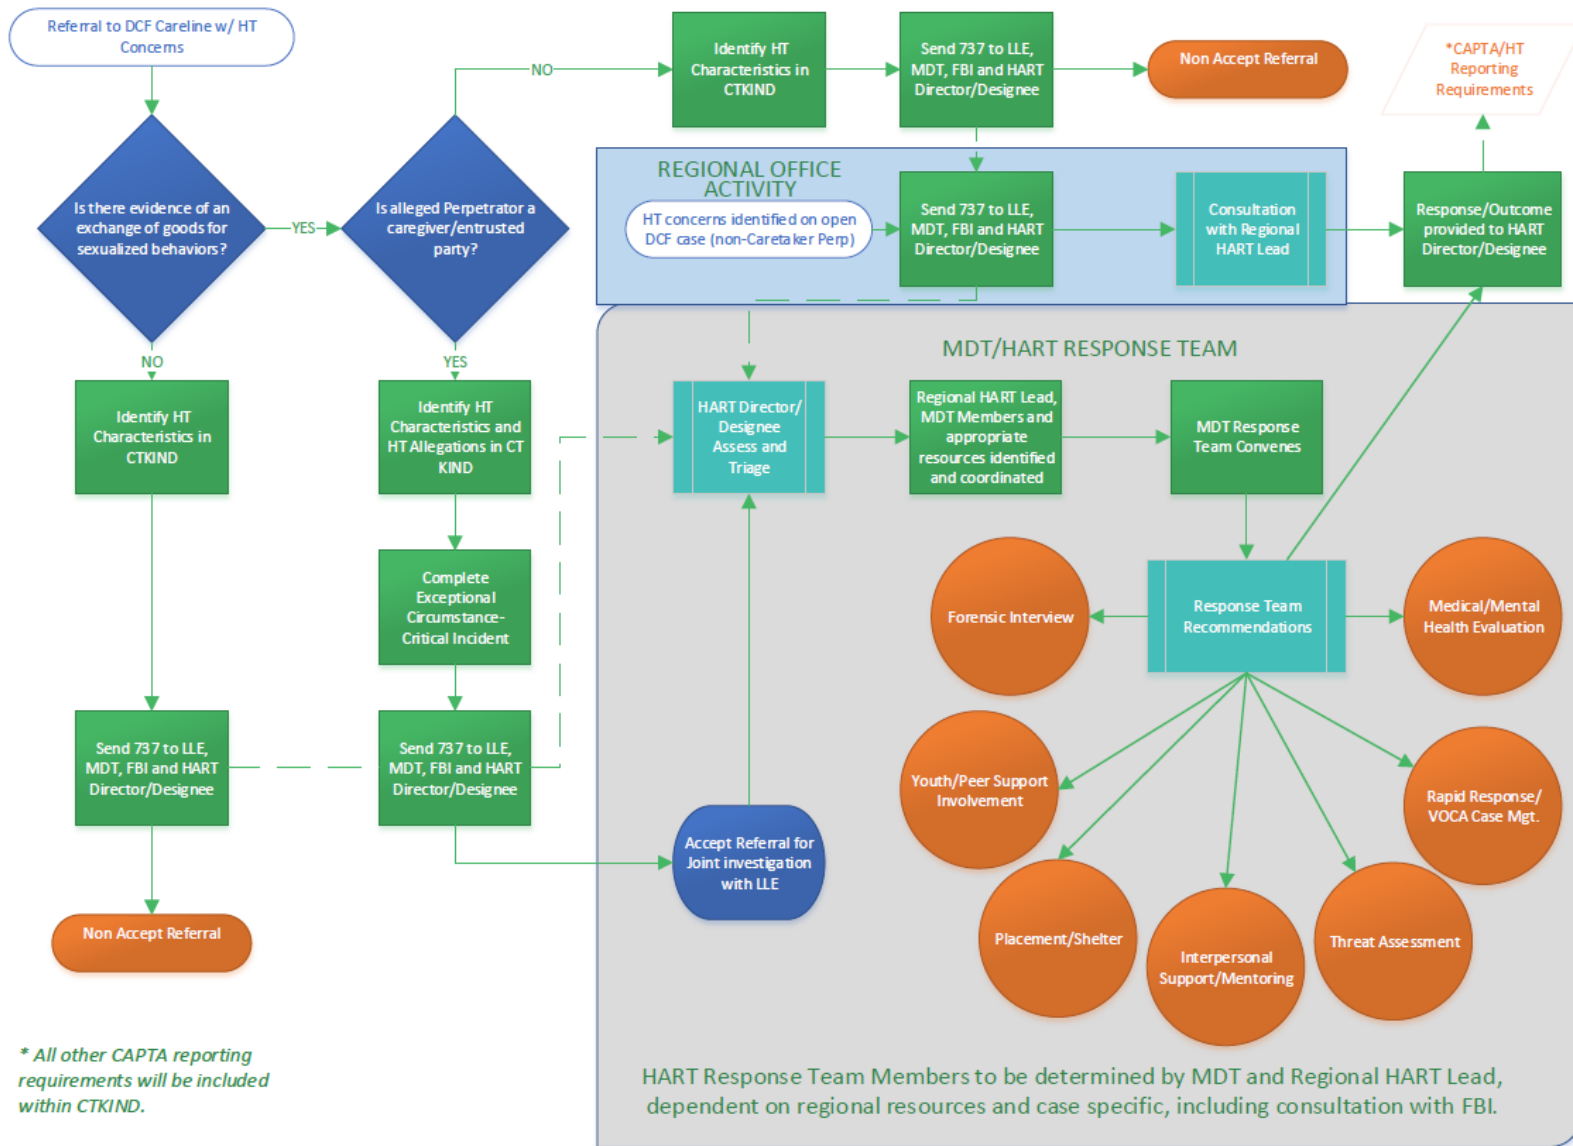 Referral to DCF Careline w/ HT
Concerns
Is there evidence of an
exchange of goods for
sexualized behaviors?
YES
NO
Is alleged Perpetrator a
caregiver/entrusted
party?
NO
YES
Identify HT
Characteristics in
CTKIND
Send 737 to LLE,
MDT, FBI and HART
Director/Designee
Non Accept Referral
*CAPTA/HT
Reporting
Requirements
REGIONAL OFFICE
ACTIVITY
HT concerns identified on open
DCF case (non-Caretaker Perp)
Send 737 to LLE,
MDT, FBI and HART
Director/Designee
Consultation
with Regional
HART Lead
Response/Outcome
provided to HART
Director/Designee
Identify HT
Characteristics in
CTKIND
Send 737 to LLE,
MDT, FBI and HART
Director/Designee
Non Accept Referral
Identify HT
Characteristics and
HT Allegations in CT
KIND
Complete
Exceptional
Circumstance-
Critical Incident
Send 737 to LLE,
MDT, FBI and HART
Director/Designee
MDT/HART RESPONSE TEAM
HART Director/
Designee
Assess and
Triage
Regional HART Lead,
MDT Members and
appropriate
resources identified
and coordinated
MDT Response
Team Convenes
Accept Referral for
Joint investigation
with LLE
Response Team
Recommendations
Forensic Interview
Medical/Mental
Health Evaluation
Youth/Peer Support
Involvement
Rapid Response/
VOCA Case Mgt.
Placement/Shelter
Interpersonal
Support/Mentoring
Threat Assessment
HART Response Team Members to be determined by MDT and Regional HART Lead,
dependent on regional resources and case specific, including consultation with FBI.
* All other CAPTA reporting
requirements will be included
within CTKIND.